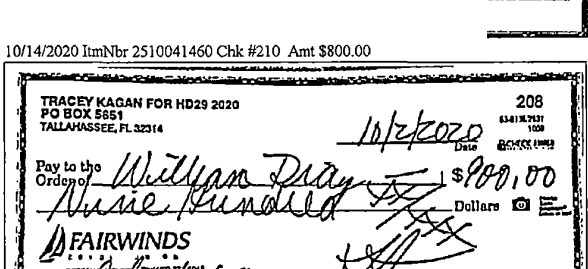 10/14/2020 ItmNbr 2510041460 Chk #210 Amt $800.00
TRACEY KAGAN FOR HD29 2020
208
PO BOX 5651
TALLAHASSEE, FL 32314
10/2/2020
Date
Pay to the
Order of William Dray
$900,00
Nine Hundred
Dollars
FAIRWINDS